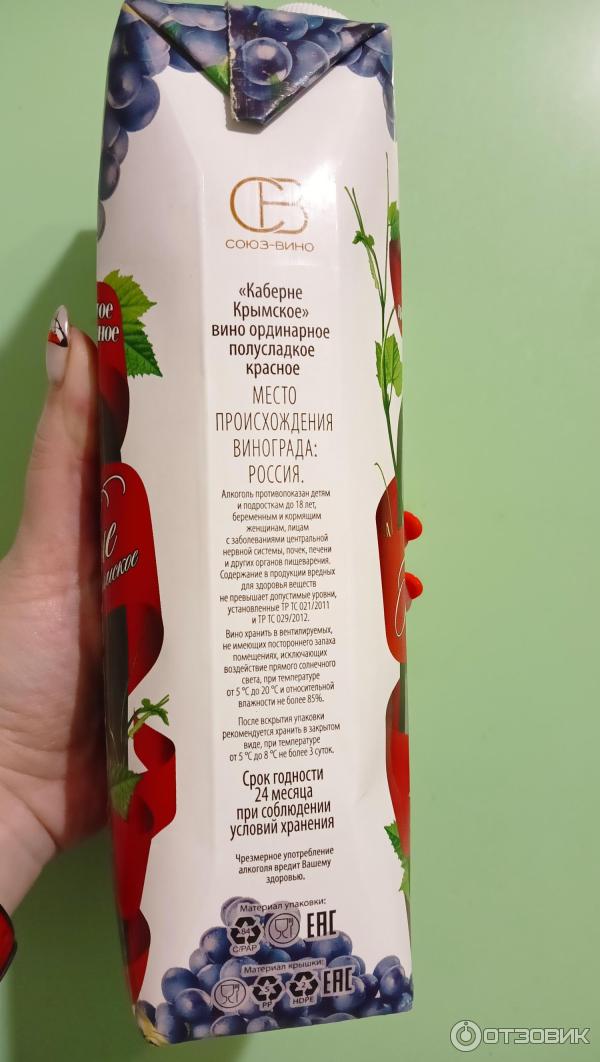 СВ
СОЮЗ-ВИНО
«Каберне
Крымское»
вино ординарное
полусладкое
красное
МЕСТО
ПРОИСХОЖДЕНИЯ
ВИНОГРАДА:
РОССИЯ.
Алкоголь противопоказан детям
и подросткам до 18 лет,
беременным и кормящим
женщинам, лицам
с заболеваниями центральной
нервной системы, почек, печени
и других органов пищеварения.
Содержание в продукции вредных
для здоровья веществ
не превышает допустимые уровни,
установленные ТР ТС 021/2011
и ТР ТС 029/2012.
Вино хранить в вентилируемых,
не имеющих постороннего запаха
помещениях, исключающих
воздействие прямого солнечного
света, при температуре
от 5 °С до 20 °С и относительной
влажности не более 85%.
После вскрытия упаковки
рекомендуется хранить в закрытом
виде, при температуре
от 5 °С до 8 °С не более 3 суток.
Срок годности
24 месяца
при соблюдении
условий хранения
Чрезмерное употребление
алкоголя вредит Вашему
здоровью.
Материал упаковки:
84
C/PAP
EAC
Материал крышки:
5
PP
2
HDPE
EAC
ОТЗОВИК